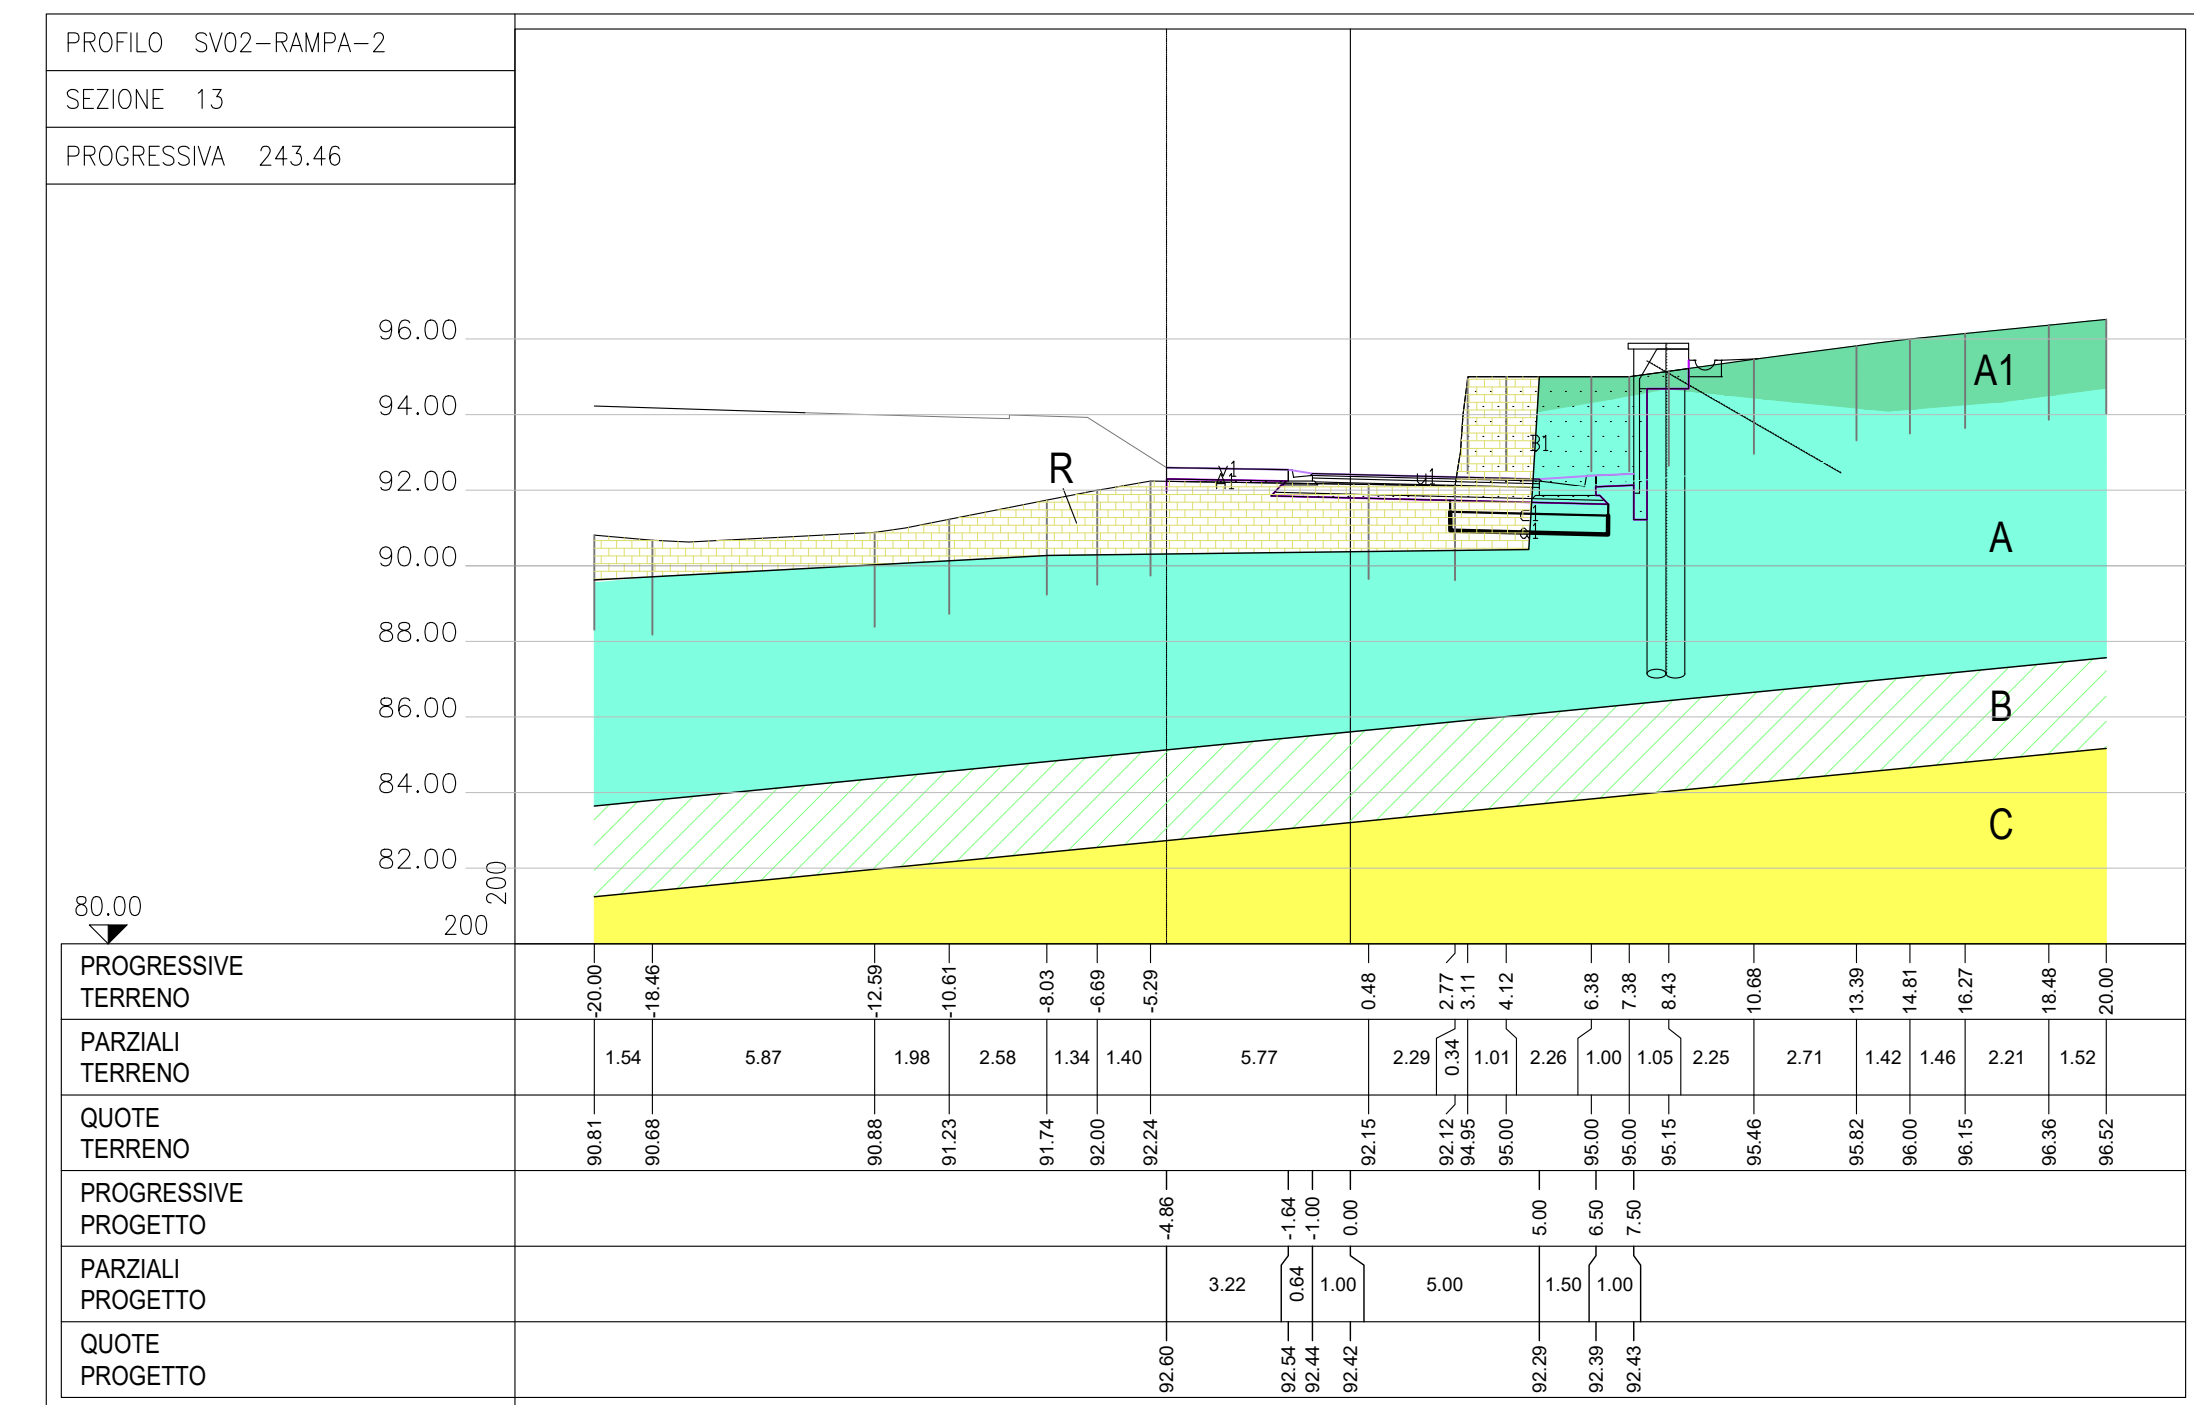 PROFILO SV02-RAMPA-2
SEZIONE 13
PROGRESSIVA 243.46
96.00
94.00
92.00
90.00
88.00
86.00
84.00
82.00
80.00
200
200
R
A1
A
B
C
B1
A1
U1
PROGRESSIVE
TERRENO
-20.00 -18.46 -12.59 -10.61 -8.03 -6.69 -5.29 0.48 2.77 3.11 4.12 6.38 7.38 8.43 10.68 13.39 14.81 16.27 18.48 20.00
PARZIALI
TERRENO
1.54 5.87 1.98 2.58 1.34 1.40 5.77 2.29 0.34 1.01 2.26 1.00 1.05 2.25 2.71 1.42 1.46 2.21 1.52
QUOTE
TERRENO
90.81 90.68 90.88 91.23 91.74 92.00 92.24 92.15 92.12 94.95 95.00 95.00 95.00 95.15 95.46 95.82 96.00 96.15 96.36 96.52
PROGRESSIVE
PROGETTO
-4.86 -1.64 -1.00 0.00 5.00 6.50 7.50
PARZIALI
PROGETTO
3.22 0.64 1.00 5.00 1.50 1.00
QUOTE
PROGETTO
92.60 92.54 92.44 92.42 92.29 92.39 92.43